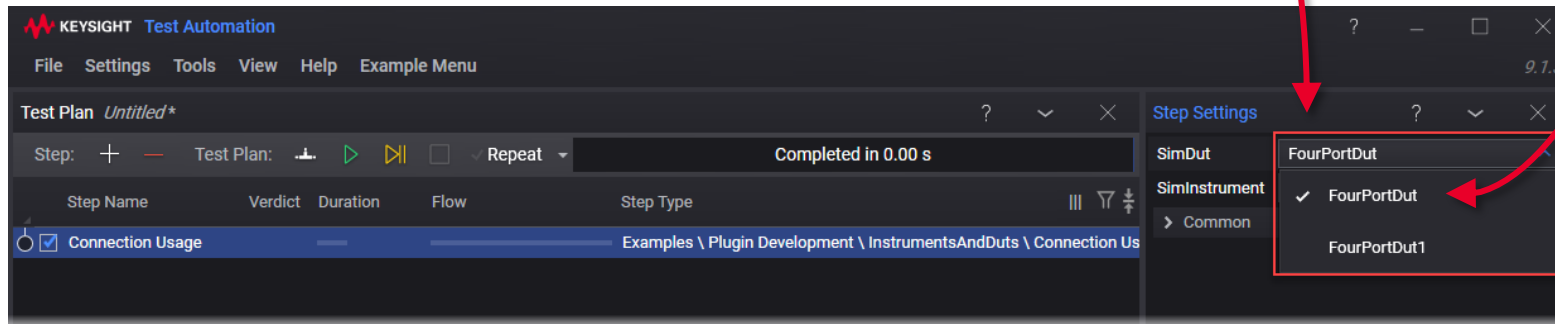 KEYSIGHT Test Automation
File Settings Tools View Help Example Menu
9.1.
Test Plan Untitled*
Step Settings
Step: Test Plan: Repeat Completed in 0.00 s
SimDut FourPortDut
Step Name Verdict Duration Flow Step Type
SimInstrument
FourPortDut
Common
Connection Usage Examples \ Plugin Development \ InstrumentsAndDuts \ Connection Us
FourPortDut1